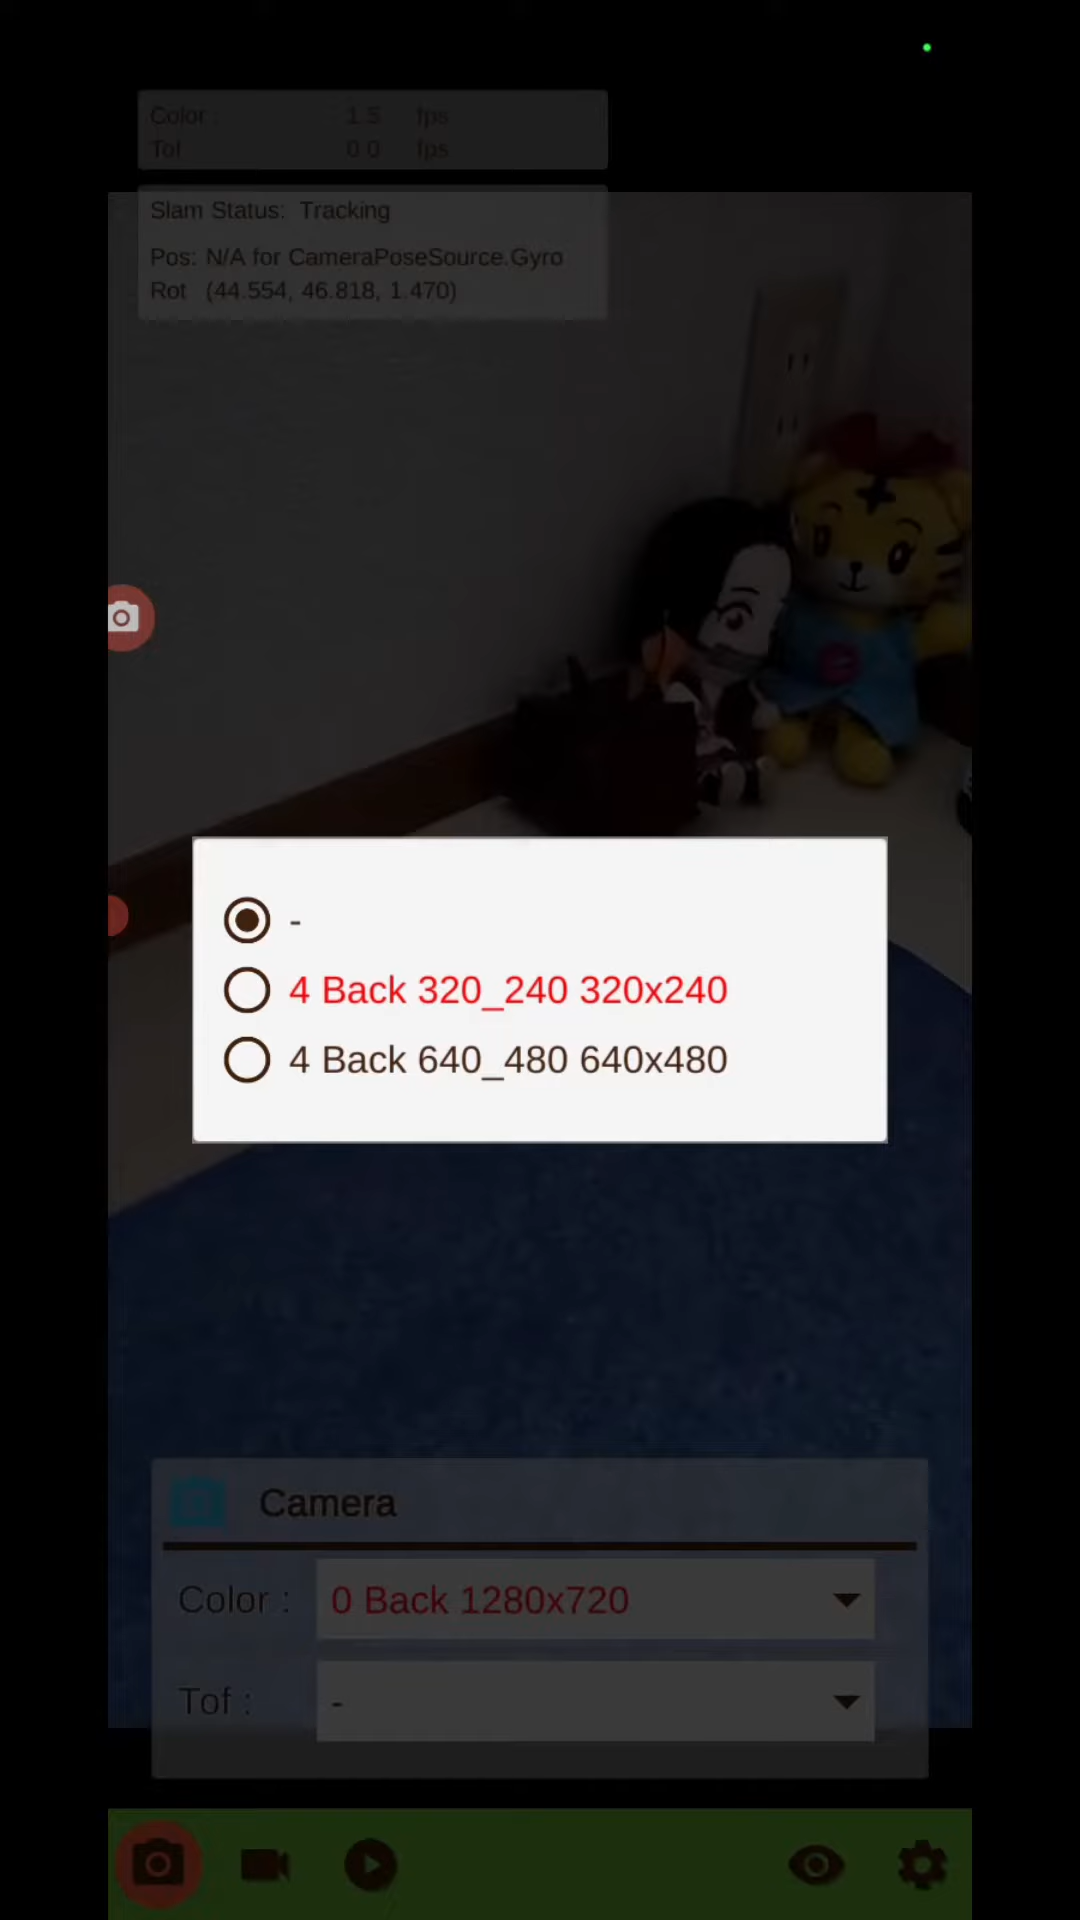 Color : 1.5 fps
Tof 0.0 fps
Slam Status: Tracking
Pos: N/A for CameraPoseSource.Gyro
Rot (44.554, 46.818, 1.470)
-
4 Back 320_240 320x240
4 Back 640_480 640x480
Camera
Color : 0 Back 1280x720
Tof : -